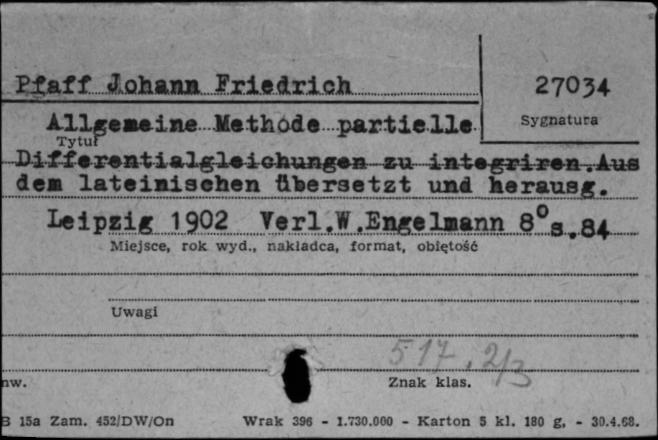 Pfaff Johann Friedrich
27034
Sygnatura
Allgemeine Methode partielle
Tytuł
Differentialgleichungen zu integriren.Aus
dem lateinischen übersetzt und herausg.
Leipzig 1902 Verl.W.Engelmann 8° s.84
Miejsce, rok wyd., nakładca, format, objętość
Uwagi
517.2/3
nw.
Znak klas.
B 15a Zam. 452/DW/On Wrak 396 - 1.730.000 - Karton 5 kl. 180 g. - 30.4.68.